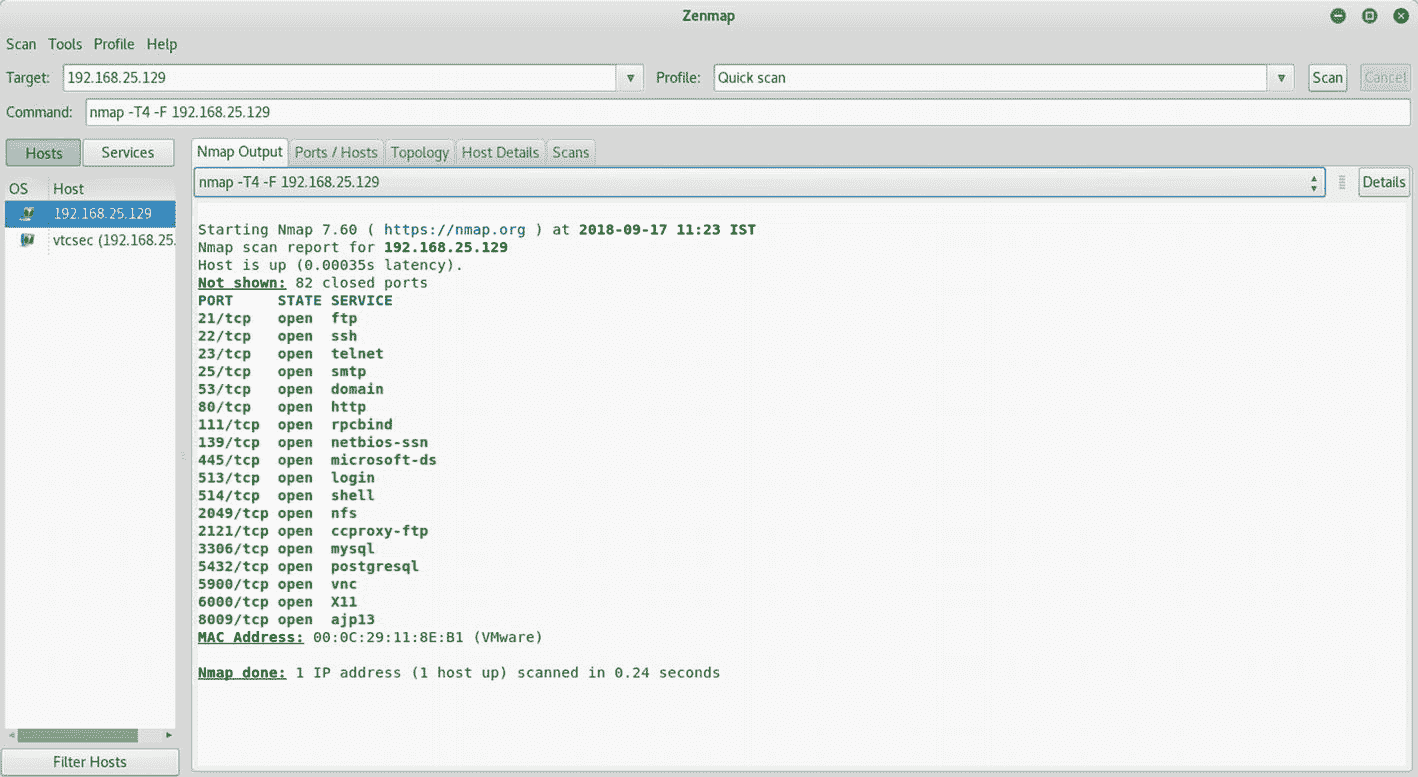 Zenmap
Scan Tools Profile Help
Target: 192.168.25.129 Profile: Quick scan Scan Cancel
Command: nmap -T4 -F 192.168.25.129
Hosts Services
OS Host
192.168.25.129
vtcsec (192.168.25.
Filter Hosts
Nmap Output Ports / Hosts Topology Host Details Scans
nmap -T4 -F 192.168.25.129 Details
Starting Nmap 7.60 ( https://nmap.org ) at 2018-09-17 11:23 IST
Nmap scan report for 192.168.25.129
Host is up (0.00035s latency).
Not shown: 82 closed ports
PORT     STATE SERVICE
21/tcp   open  ftp
22/tcp   open  ssh
23/tcp   open  telnet
25/tcp   open  smtp
53/tcp   open  domain
80/tcp   open  http
111/tcp  open  rpcbind
139/tcp  open  netbios-ssn
445/tcp  open  microsoft-ds
513/tcp  open  login
514/tcp  open  shell
2049/tcp open  nfs
2121/tcp open  ccproxy-ftp
3306/tcp open  mysql
5432/tcp open  postgresql
5900/tcp open  vnc
6000/tcp open  X11
8009/tcp open  ajp13
MAC Address: 00:0C:29:11:8E:B1 (VMware)
Nmap done: 1 IP address (1 host up) scanned in 0.24 seconds